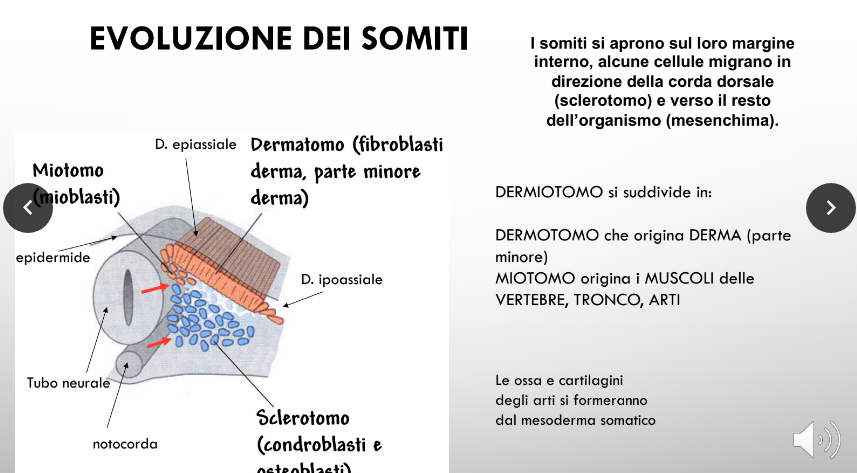 EVOLUZIONE DEI SOMITI
I somiti si aprono sul loro margine
interno, alcune cellule migrano in
direzione della corda dorsale
(sclerotomo) e verso il resto
dell'organismo (mesenchima).
D. epiassiale
Dermatomo (fibroblasti
derma, parte minore
derma)
Miotomo
(mioblasti)
epidermide
D. ipoassiale
Tubo neurale
notocorda
Sclerotomo
(condroblasti e
osteoblasti)
DERMIOTOMO si suddivide in:
DERMOTOMO che origina DERMA (parte
minore)
MIOTOMO origina i MUSCOLI delle
VERTEBRE, TRONCO, ARTI
Le ossa e cartilagini
degli arti si formeranno
dal mesoderma somatico